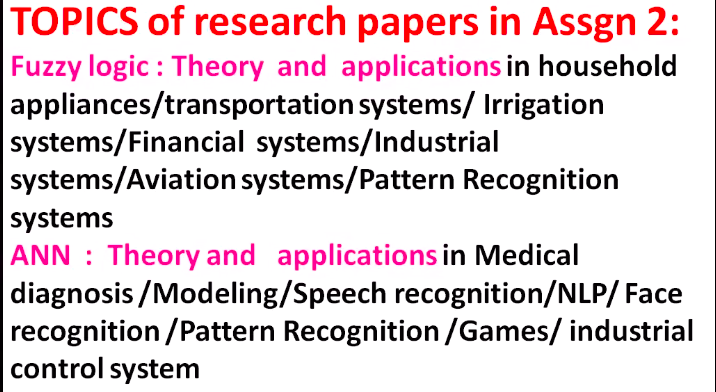 TOPICS of research papers in Assgn 2:
Fuzzy logic : Theory and applications in household
appliances/transportation systems/ Irrigation
systems/Financial systems/Industrial
systems/Aviation systems/Pattern Recognition
systems
ANN : Theory and applications in Medical
diagnosis /Modeling/Speech recognition/NLP/ Face
recognition /Pattern Recognition /Games/ industrial
control system